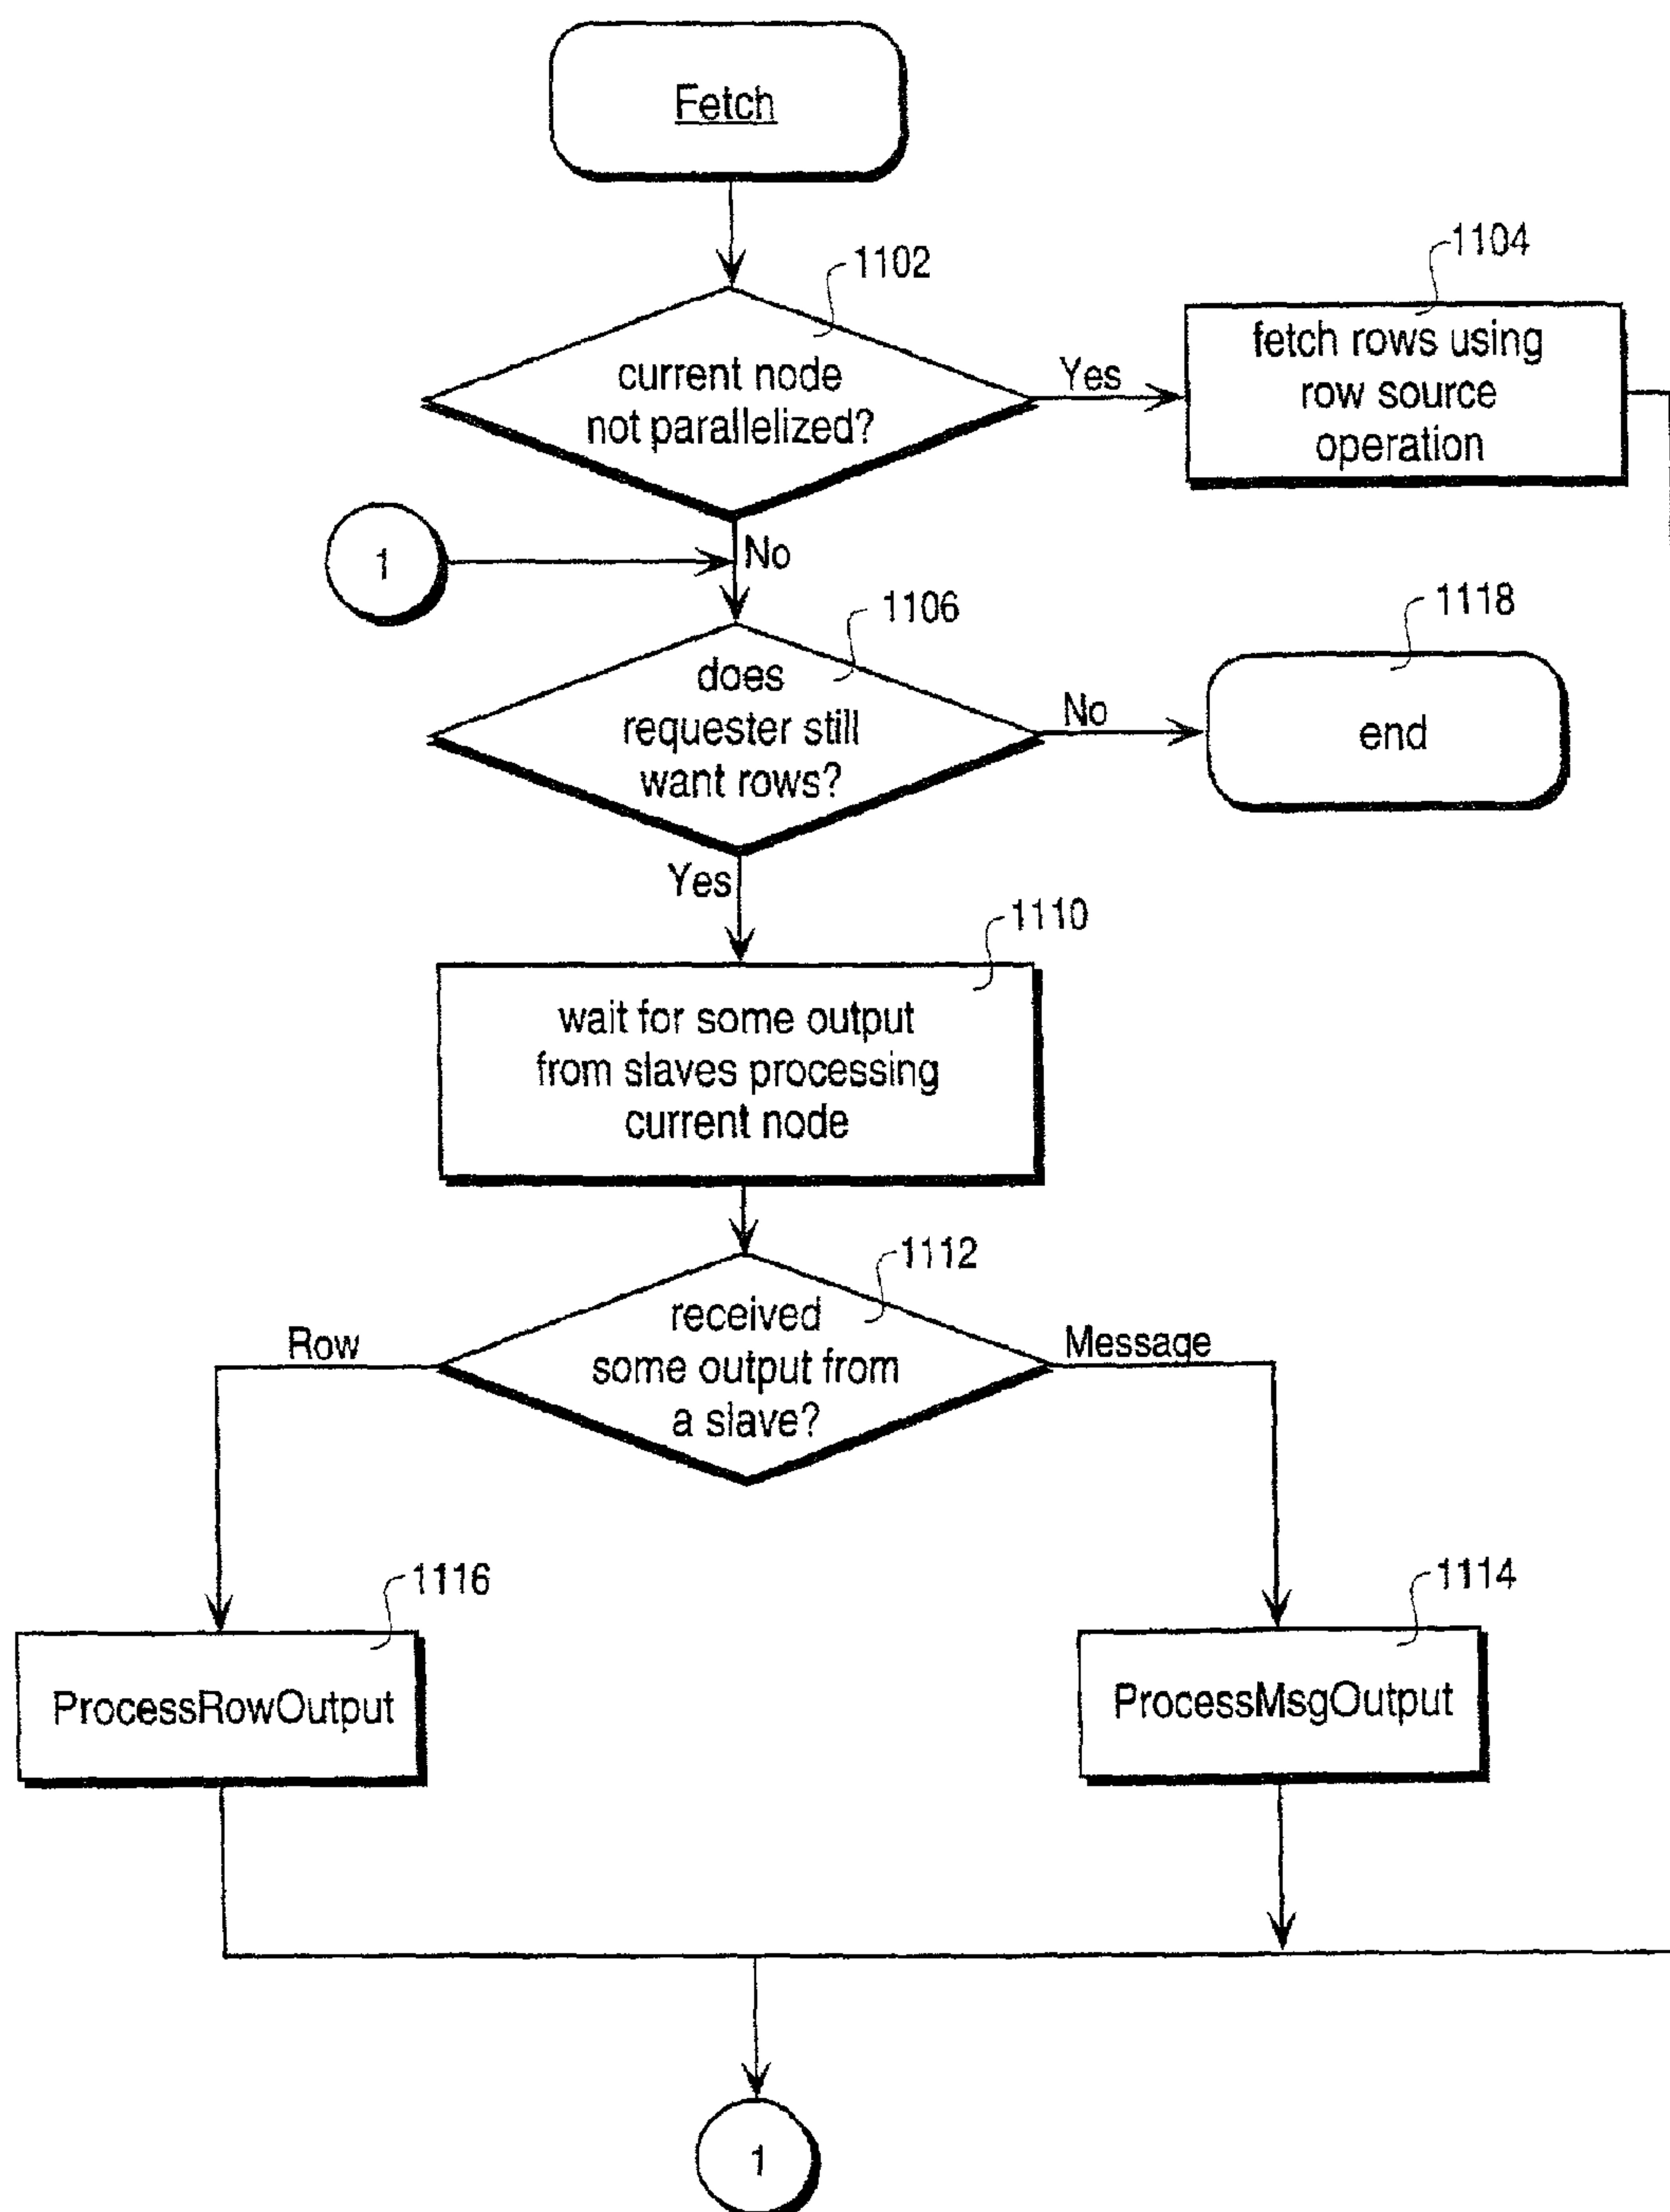 Fetch
1102
current node
not parallelized?
Yes
1104
fetch rows using
row source
operation
1
No
1106
does
requester still
want rows?
No
1118
end
Yes
1110
wait for some output
from slaves processing
current node
1112
received
some output from
a slave?
Row
Message
1116
ProcessRowOutput
1114
ProcessMsgOutput
1